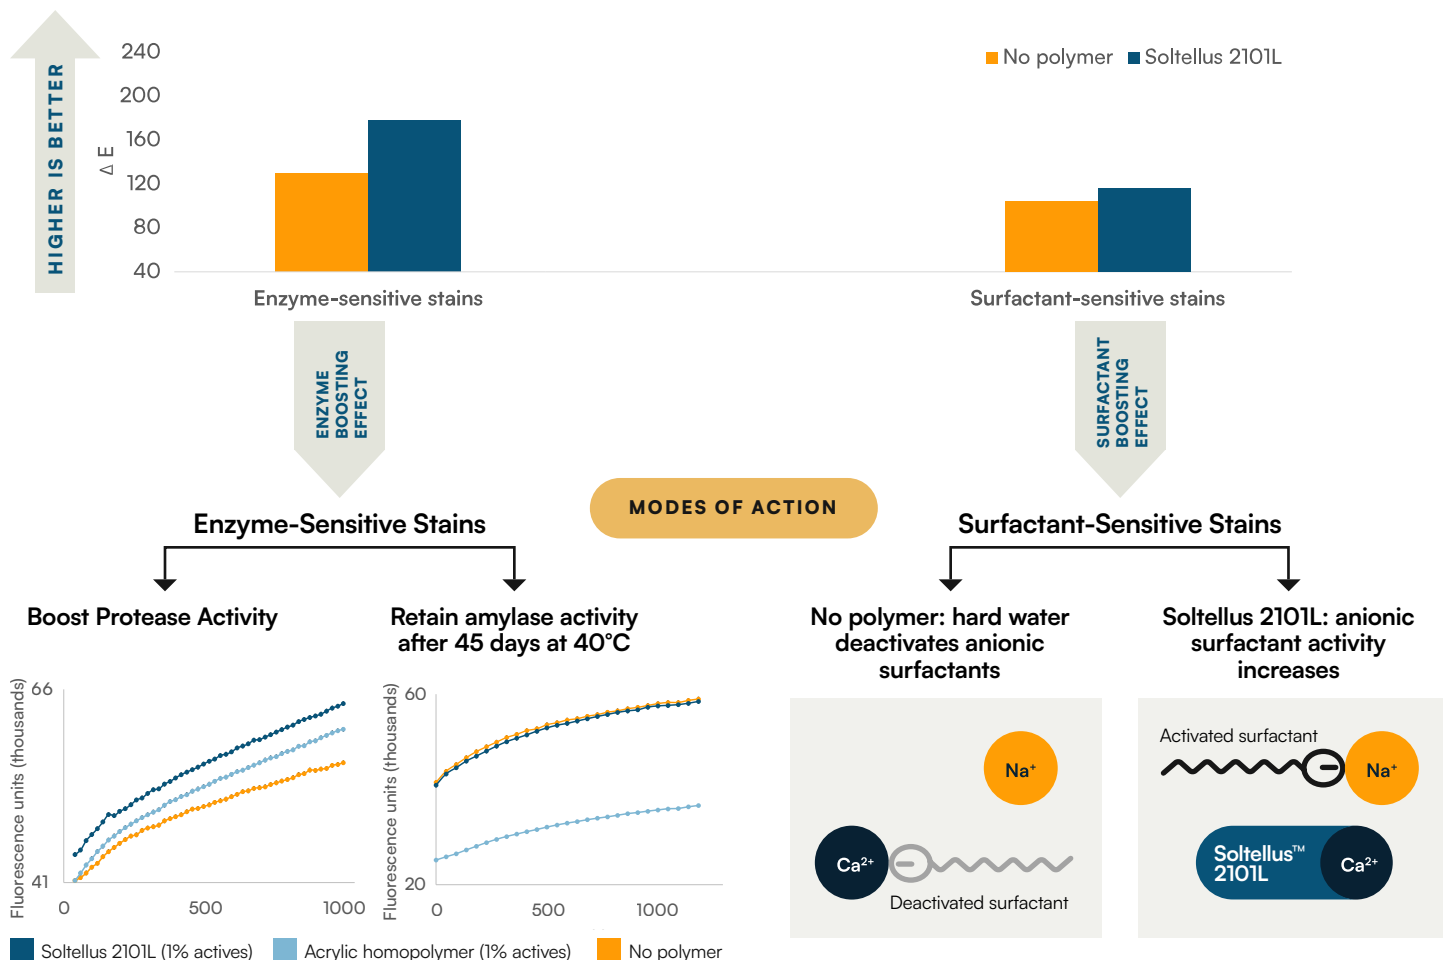 HIGHER IS BETTER
Δ E
240
200
160
120
80
40
No polymer
Soltellus 2101L
Enzyme-sensitive stains
Surfactant-sensitive stains
ENZYME
BOOSTING
EFFECT
SURFACTANT
BOOSTING
EFFECT
MODES OF ACTION
Enzyme-Sensitive Stains
Surfactant-Sensitive Stains
Boost Protease Activity
Retain amylase activity
after 45 days at 40°C
No polymer: hard water
deactivates anionic
surfactants
Soltellus 2101L: anionic
surfactant activity
increases
Fluorescence units (thousands)
66
41
0
500
1000
Fluorescence units (thousands)
60
20
0
500
1000
Na⁺
Ca²⁺
Deactivated surfactant
Activated surfactant
Na⁺
Soltellus™
2101L
Ca²⁺
Soltellus 2101L (1% actives)
Acrylic homopolymer (1% actives)
No polymer